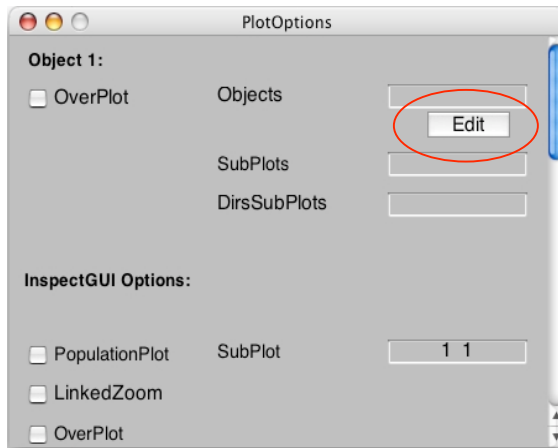 PlotOptions
Object 1:
OverPlot Objects
Edit
SubPlots
DirsSubPlots
InspectGUI Options:
PopulationPlot SubPlot 1 1
LinkedZoom
OverPlot